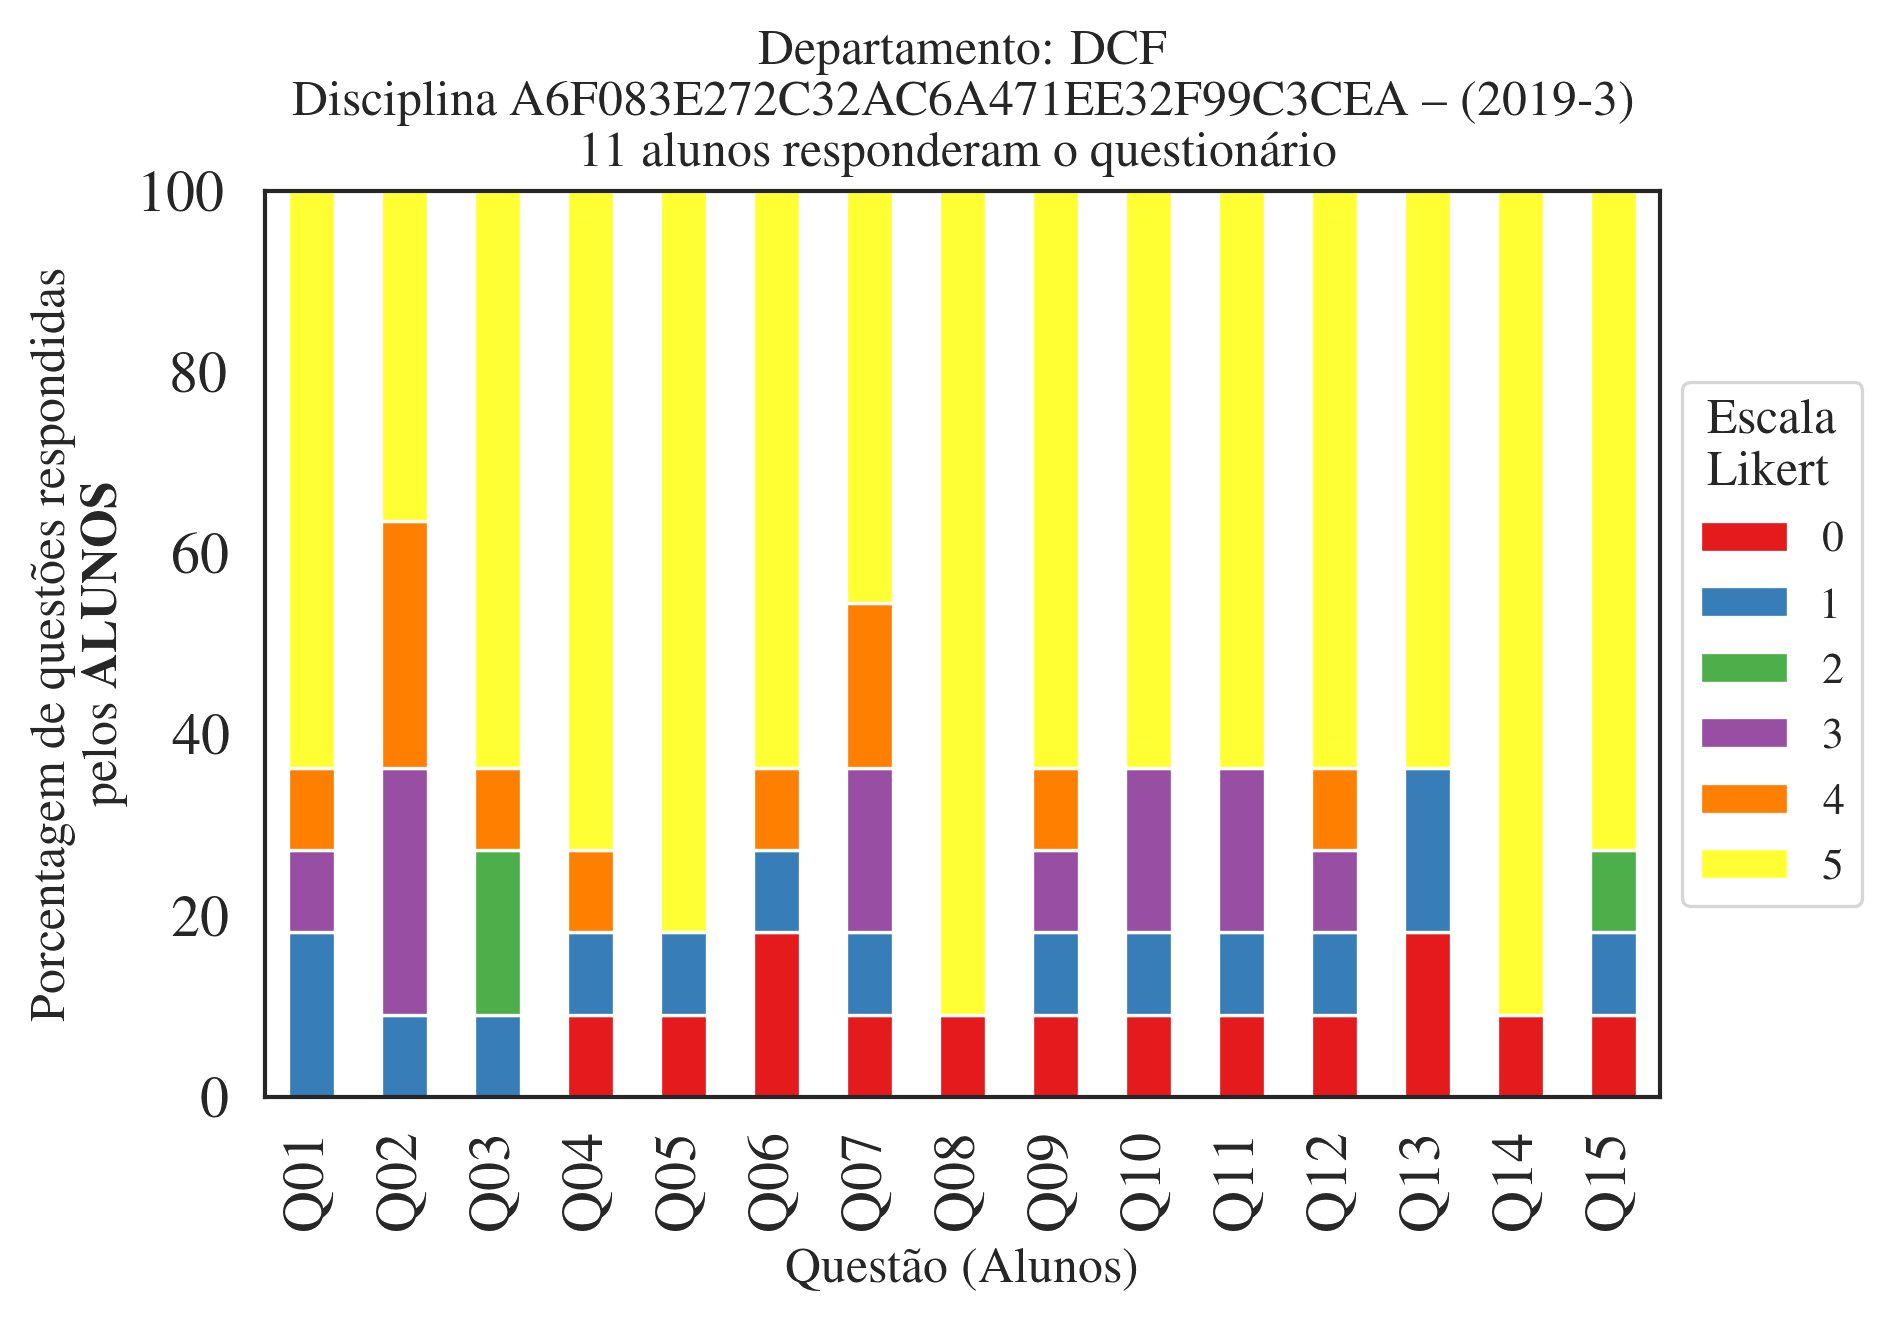 Departamento: DCF
Disciplina A6F083E272C32AC6A471EE32F99C3CEA – (2019-3)
11 alunos responderam o questionário
Porcentagem de questões respondidas
pelos ALUNOS
100
80
60
40
20
0
Q01
Q02
Q03
Q04
Q05
Q06
Q07
Q08
Q09
Q10
Q11
Q12
Q13
Q14
Q15
Questão (Alunos)
Escala
Likert
0
1
2
3
4
5